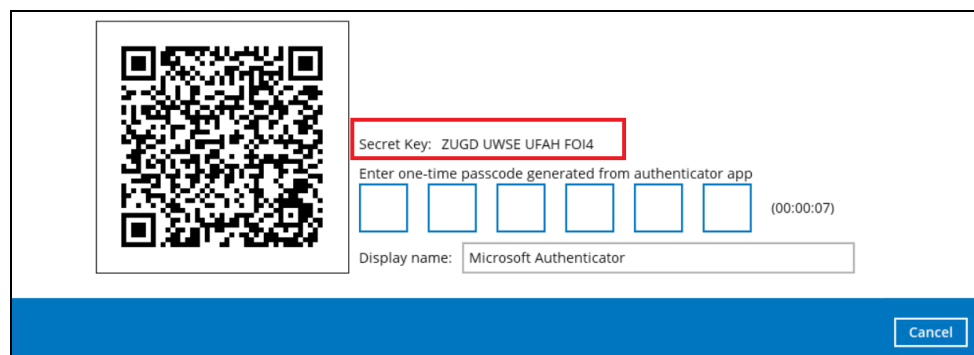 Secret Key: ZUGD UWSE UFAH FOI4
Enter one-time passcode generated from authenticator app
(00:00:07)
Display name: Microsoft Authenticator
Cancel